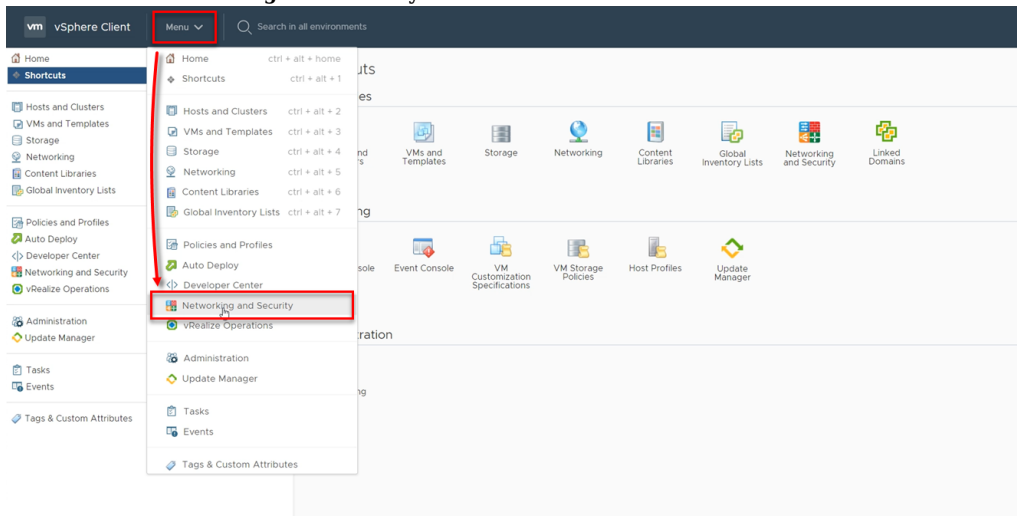 vm vSphere Client
Menu
Search in all environments
Home
Shortcuts
Hosts and Clusters
VMs and Templates
Storage
Networking
Content Libraries
Global Inventory Lists
Policies and Profiles
Auto Deploy
Developer Center
Networking and Security
vRealize Operations
Administration
Update Manager
Tasks
Events
Tags & Custom Attributes
Home ctrl + alt + home
Shortcuts ctrl + alt + 1
Hosts and Clusters ctrl + alt + 2
VMs and Templates ctrl + alt + 3
Storage ctrl + alt + 4
Networking ctrl + alt + 5
Content Libraries ctrl + alt + 6
Global Inventory Lists ctrl + alt + 7
Policies and Profiles
Auto Deploy
Developer Center
Networking and Security
vRealize Operations
Administration
Update Manager
Tasks
Events
Tags & Custom Attributes
uts
es
nd
VMs and
Templates
Storage
Networking
Content
Libraries
Global
Inventory Lists
Networking
and Security
Linked
Domains
ng
sole
Event Console
VM
Customization
Specifications
VM Storage
Policies
Host Profiles
Update
Manager
tration
ng